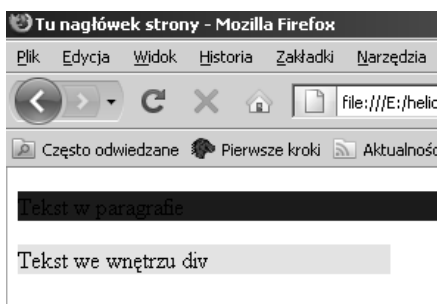 Tu nagłówek strony - Mozilla Firefox
Plik Edycja Widok Historia Zakładki Narzędzia
file:///E:/helio
Często odwiedzane Pierwsze kroki Aktualnośc
Tekst w paragrafie
Tekst we wnętrzu div